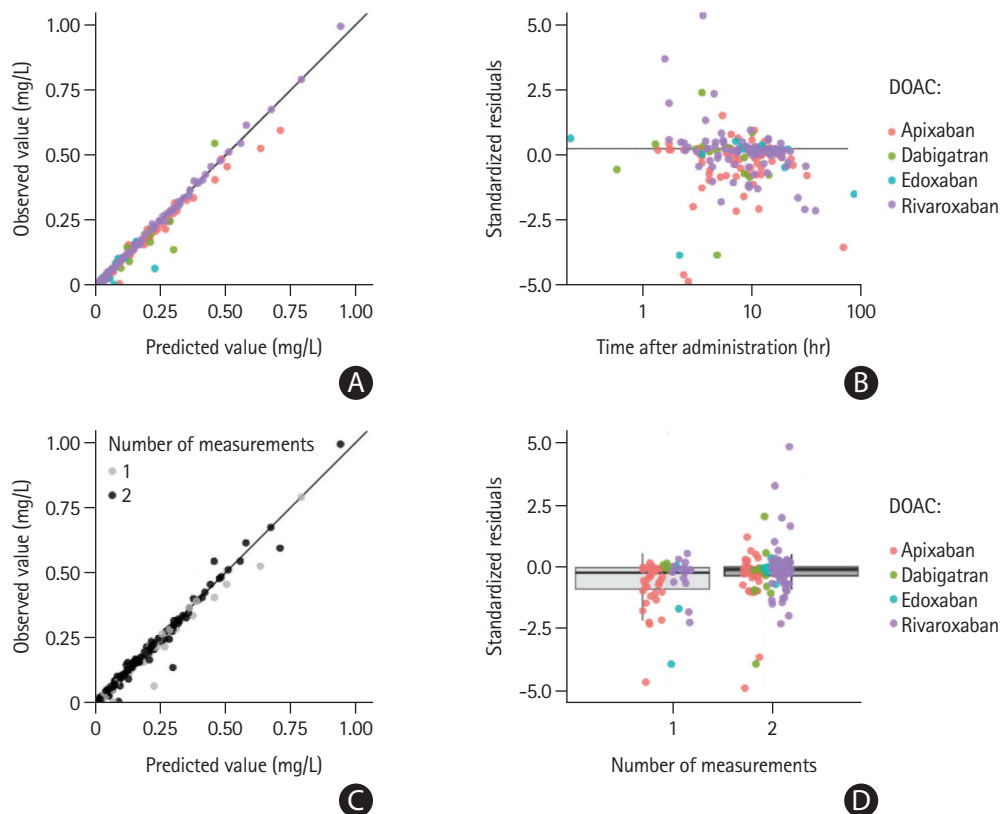 Observed value (mg/L)
1.00
0.75
0.50
0.25
0
0
0.25
0.50
0.75
1.00
Predicted value (mg/L)
A
Standardized residuals
5.0
2.5
0.0
-2.5
-5.0
1
10
100
Time after administration (hr)
DOAC:
Apixaban
Dabigatran
Edoxaban
Rivaroxaban
B
Observed value (mg/L)
1.00
0.75
0.50
0.25
0
Number of measurements
1
2
0
0.25
0.50
0.75
1.00
Predicted value (mg/L)
C
Standardized residuals
5.0
2.5
0.0
-2.5
-5.0
1
2
Number of measurements
DOAC:
Apixaban
Dabigatran
Edoxaban
Rivaroxaban
D